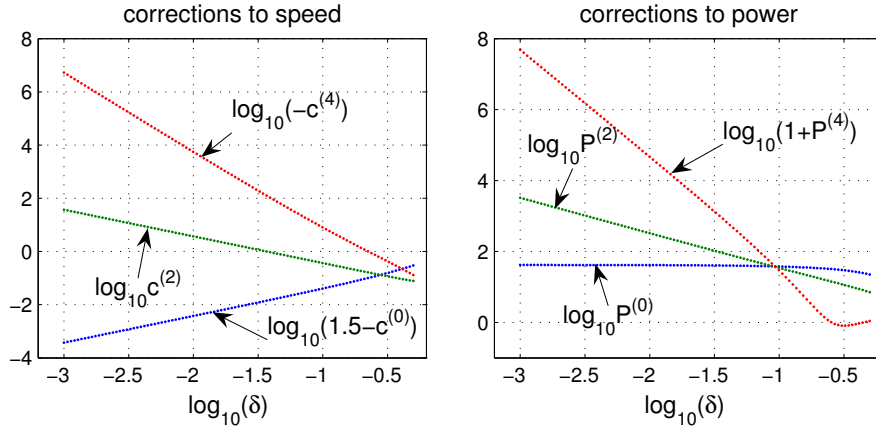 corrections to speed
8
6
4
2
0
−2
−4
log₁₀(−c⁽⁴⁾)
log₁₀c⁽²⁾
log₁₀(1.5−c⁽⁰⁾)
−3 −2.5 −2 −1.5 −1 −0.5
log₁₀(δ)
corrections to power
8
6
4
2
0
log₁₀P⁽²⁾
log₁₀(1+P⁽⁴⁾)
log₁₀P⁽⁰⁾
−3 −2.5 −2 −1.5 −1 −0.5
log₁₀(δ)